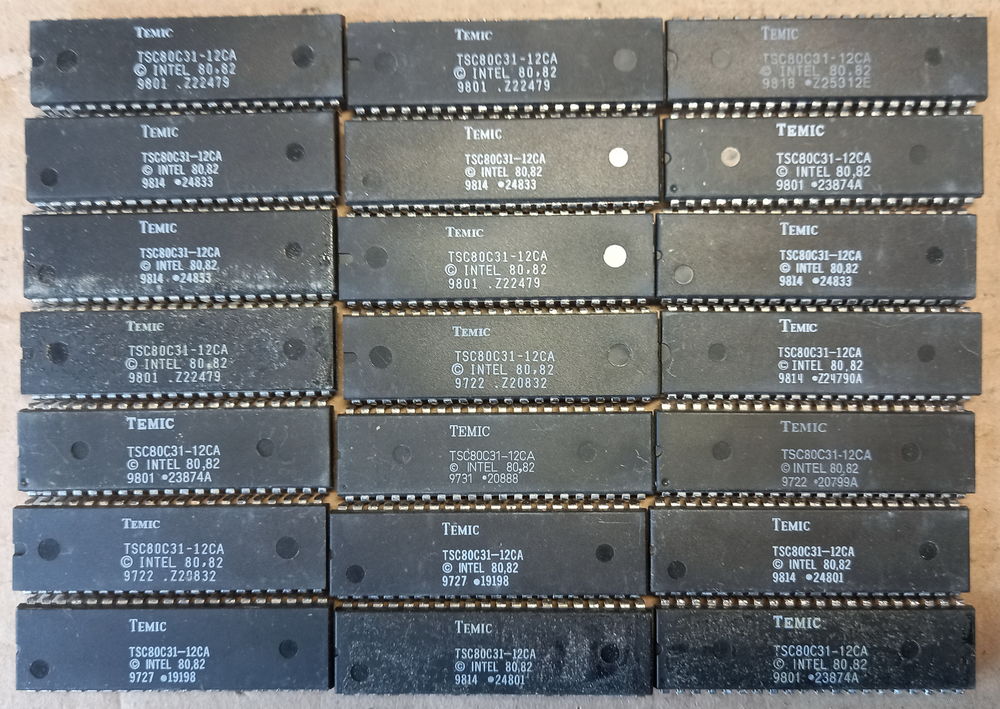 TEMIC
TSC80C31-12CA
© INTEL 80,82
9801 .Z22479
TEMIC
TSC80C31-12CA
© INTEL 80,82
9801 .Z22479
TEMIC
TSC80C31-12CA
© INTEL 80,82
9818 •Z25312E
TEMIC
TSC80C31-12CA
© INTEL 80,82
9814 •24833
TEMIC
TSC80C31-12CA
© INTEL 80,82
9814 •24833
TEMIC
TSC80C31-12CA
© INTEL 80,82
9801 •23874A
TEMIC
TSC80C31-12CA
© INTEL 80,82
9814 •24833
TEMIC
TSC80C31-12CA
© INTEL 80,82
9801 .Z22479
TEMIC
TSC80C31-12CA
© INTEL 80,82
9814 •24833
TEMIC
TSC80C31-12CA
© INTEL 80,82
9801 .Z22479
TEMIC
TSC80C31-12CA
© INTEL 80,82
9722 .Z20832
TEMIC
TSC80C31-12CA
© INTEL 80,82
9814 •Z24790A
TEMIC
TSC80C31-12CA
© INTEL 80,82
9801 •23874A
TEMIC
TSC80C31-12CA
© INTEL 80,82
9731 •20888
TEMIC
TSC80C31-12CA
© INTEL 80,82
9722 •20799A
TEMIC
TSC80C31-12CA
© INTEL 80,82
9722 .Z20832
TEMIC
TSC80C31-12CA
© INTEL 80,82
9727 •19198
TEMIC
TSC80C31-12CA
© INTEL 80,82
9814 •24801
TEMIC
TSC80C31-12CA
© INTEL 80,82
9727 •19198
TEMIC
TSC80C31-12CA
© INTEL 80,82
9814 •24801
TEMIC
TSC80C31-12CA
© INTEL 80,82
9801 •23874A